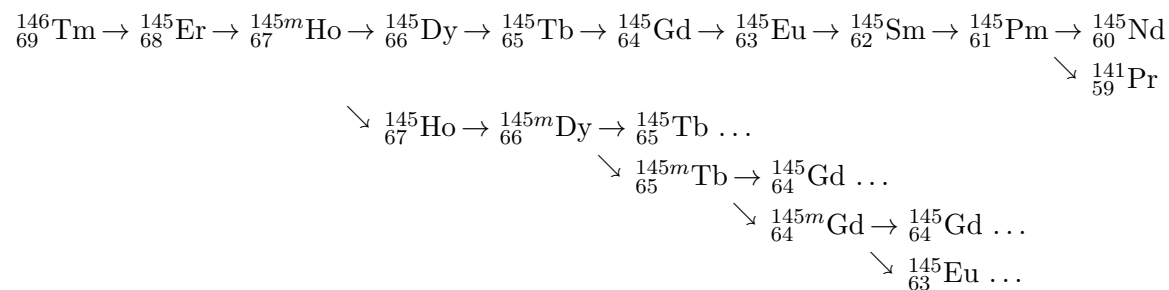 ¹⁴⁶₆₉Tm → ¹⁴⁵₆₈Er → ¹⁴⁵ᵐ₆₇Ho → ¹⁴⁵₆₆Dy → ¹⁴⁵₆₅Tb → ¹⁴⁵₆₄Gd → ¹⁴⁵₆₃Eu → ¹⁴⁵₆₂Sm → ¹⁴⁵₆₁Pm → ¹⁴⁵₆₀Nd
↘ ¹⁴¹₅₉Pr
↘ ¹⁴⁵₆₇Ho → ¹⁴⁵ᵐ₆₆Dy → ¹⁴⁵₆₅Tb ...
↘ ¹⁴⁵ᵐ₆₅Tb → ¹⁴⁵₆₄Gd ...
↘ ¹⁴⁵ᵐ₆₄Gd → ¹⁴⁵₆₄Gd ...
↘ ¹⁴⁵₆₃Eu ...